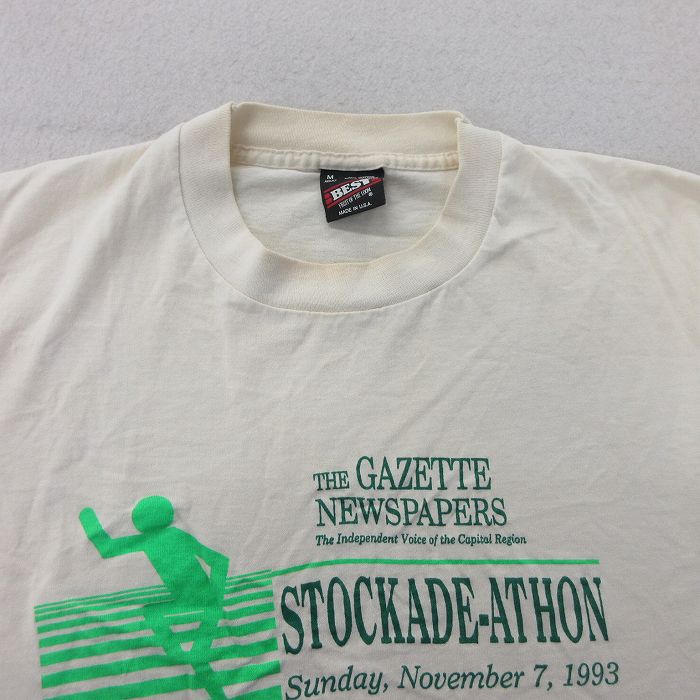 M
BEST
FRUIT OF THE LOOM
®
MADE IN U.S.A.
THE GAZETTE
NEWSPAPERS
The Independent Voice of the Capital Region
STOCKADE-ATHON
Sunday, November 7, 1993